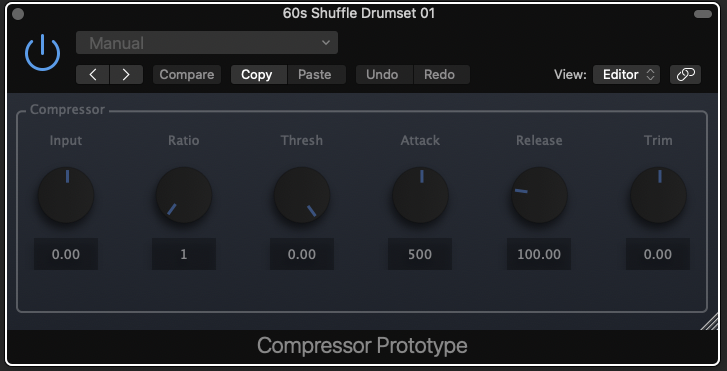 60s Shuffle Drumset 01
Manual
Compare Copy Paste Undo Redo View: Editor
Compressor
Input Ratio Thresh Attack Release Trim
0.00 1 0.00 500 100.00 0.00
Compressor Prototype